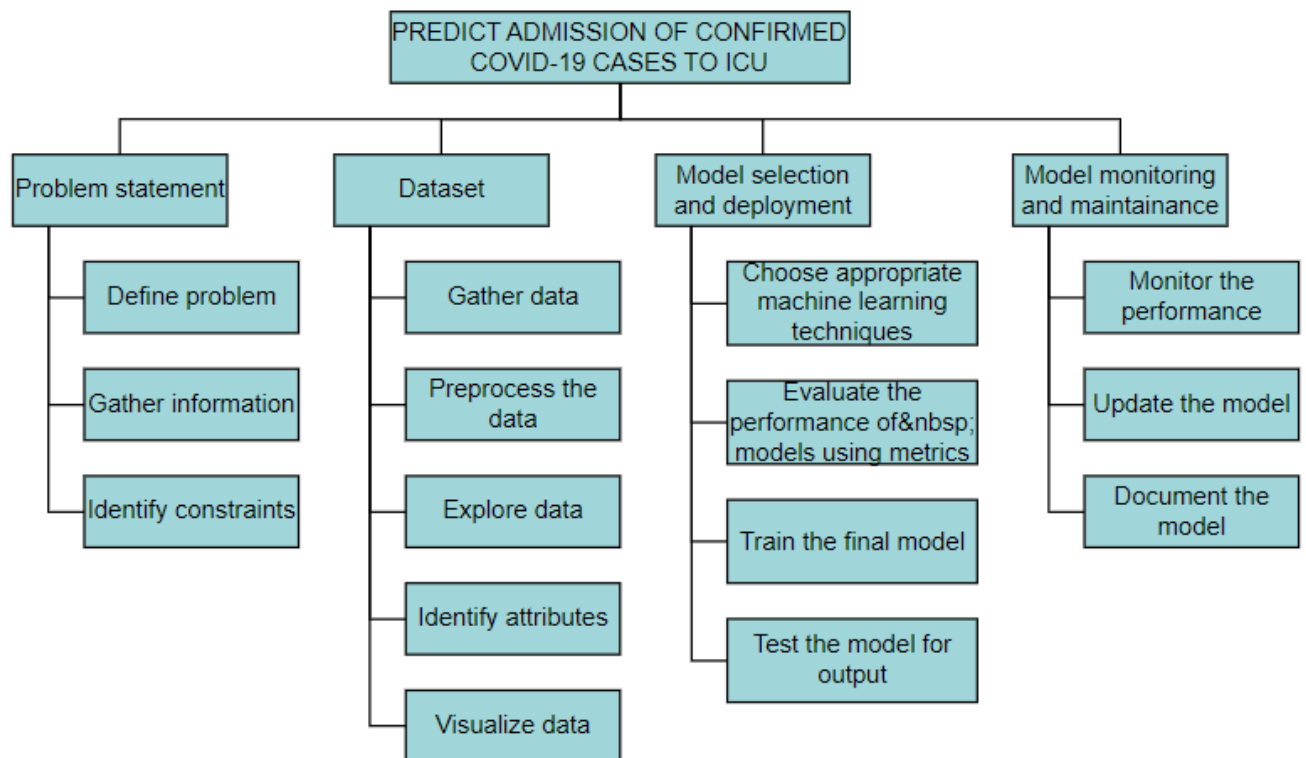 PREDICT ADMISSION OF CONFIRMED
COVID-19 CASES TO ICU
Problem statement
Define problem
Gather information
Identify constraints
Dataset
Gather data
Preprocess the
data
Explore data
Identify attributes
Visualize data
Model selection
and deployment
Choose appropriate
machine learning
techniques
Evaluate the
performance of&nbsp;
models using metrics
Train the final model
Test the model for
output
Model monitoring
and maintainance
Monitor the
performance
Update the model
Document the
model